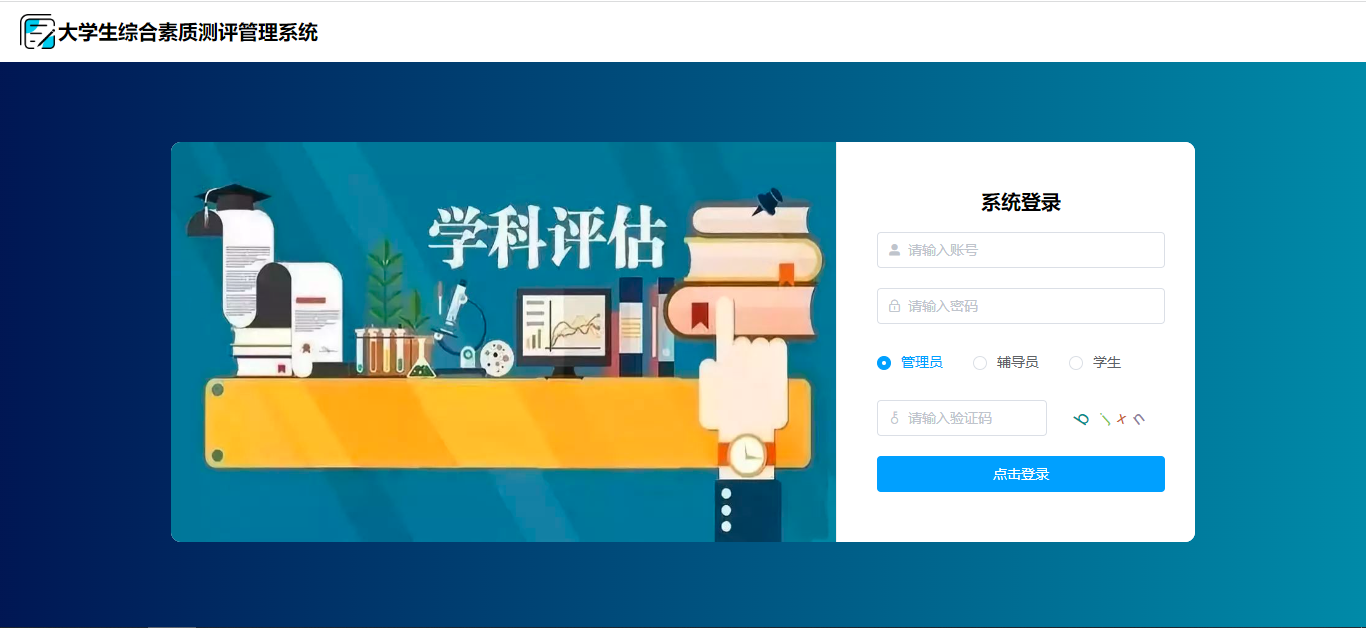 大学生综合素质测评管理系统
学科评估
系统登录
请输入账号
请输入密码
管理员 辅导员 学生
请输入验证码
点击登录